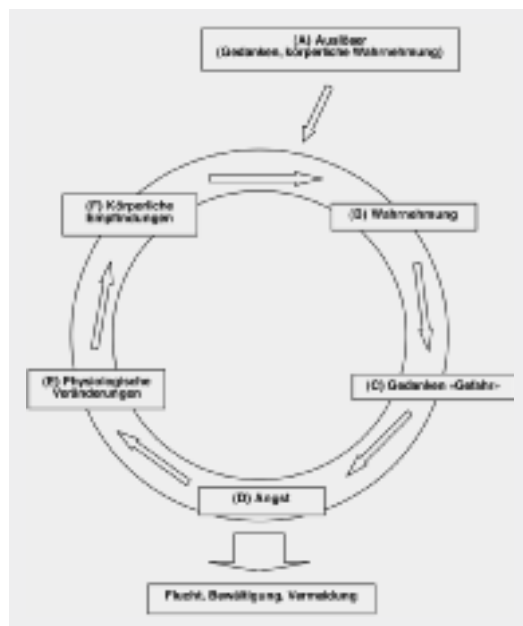 (A) Auslöser
(Gedanken, körperliche Wahrnehmung)
(B) Wahrnehmung
(C) Gedanken «Gefahr»
(D) Angst
(E) Physiologische
Veränderungen
(F) Körperliche
Empfindungen
Flucht, Bewältigung, Vermeidung